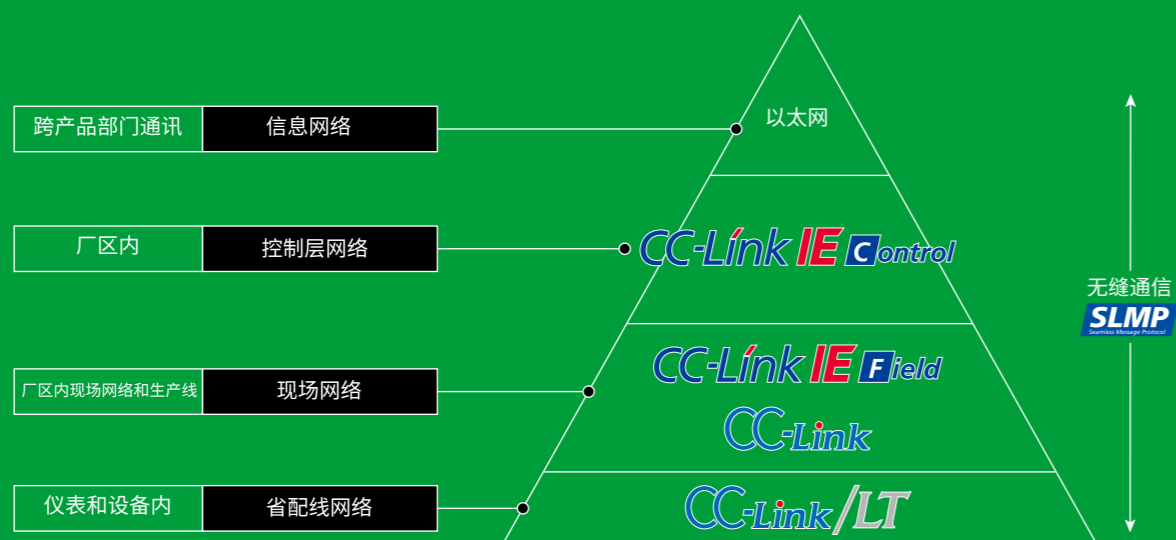 跨产品部门通讯 信息网络
以太网
厂区内 控制层网络
CC-Link IE Control
无缝通信
SLMP
Seamless Message Protocol
CC-Link IE Field
厂区内现场网络和生产线 现场网络
CC-Link
仪表和设备内 省配线网络
CC-Link/LT